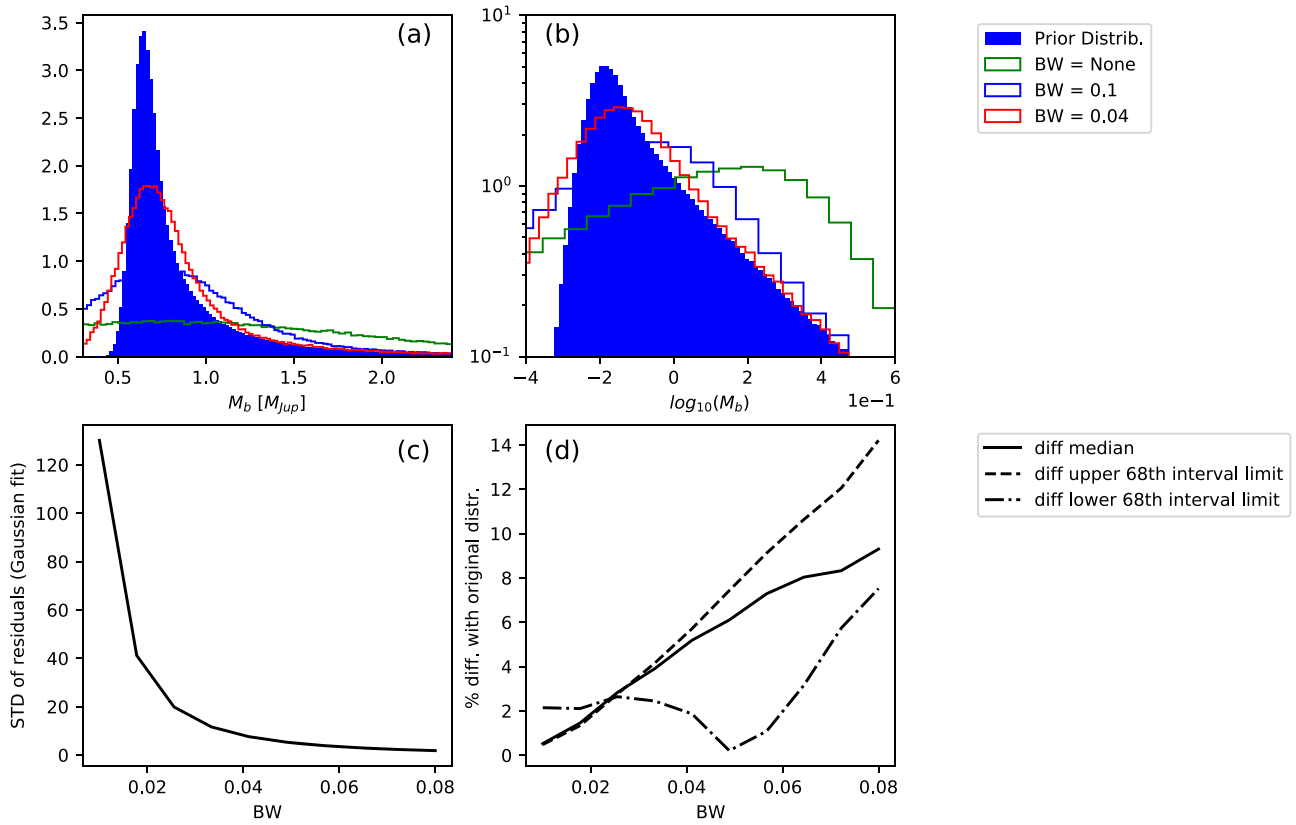 (a)
3.5
3.0
2.5
2.0
1.5
1.0
0.5
0.0
0.5 1.0 1.5 2.0
M_b [M_Jup]
(b)
10^1
10^0
10^-1
-4 -2 0 2 4 6
log_10(M_b)
1e-1
Prior Distrib.
BW = None
BW = 0.1
BW = 0.04
(c)
STD of residuals (Gaussian fit)
120
100
80
60
40
20
0
0.02 0.04 0.06 0.08
BW
(d)
% diff. with original distr.
14
12
10
8
6
4
2
0
0.02 0.04 0.06 0.08
BW
diff median
diff upper 68th interval limit
diff lower 68th interval limit